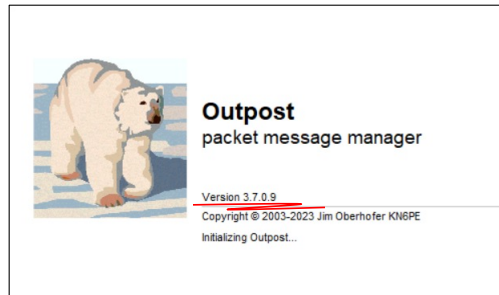 Outpost
packet message manager
Version 3.7.0.9
Copyright © 2003-2023 Jim Oberhofer KN6PE
Initializing Outpost...